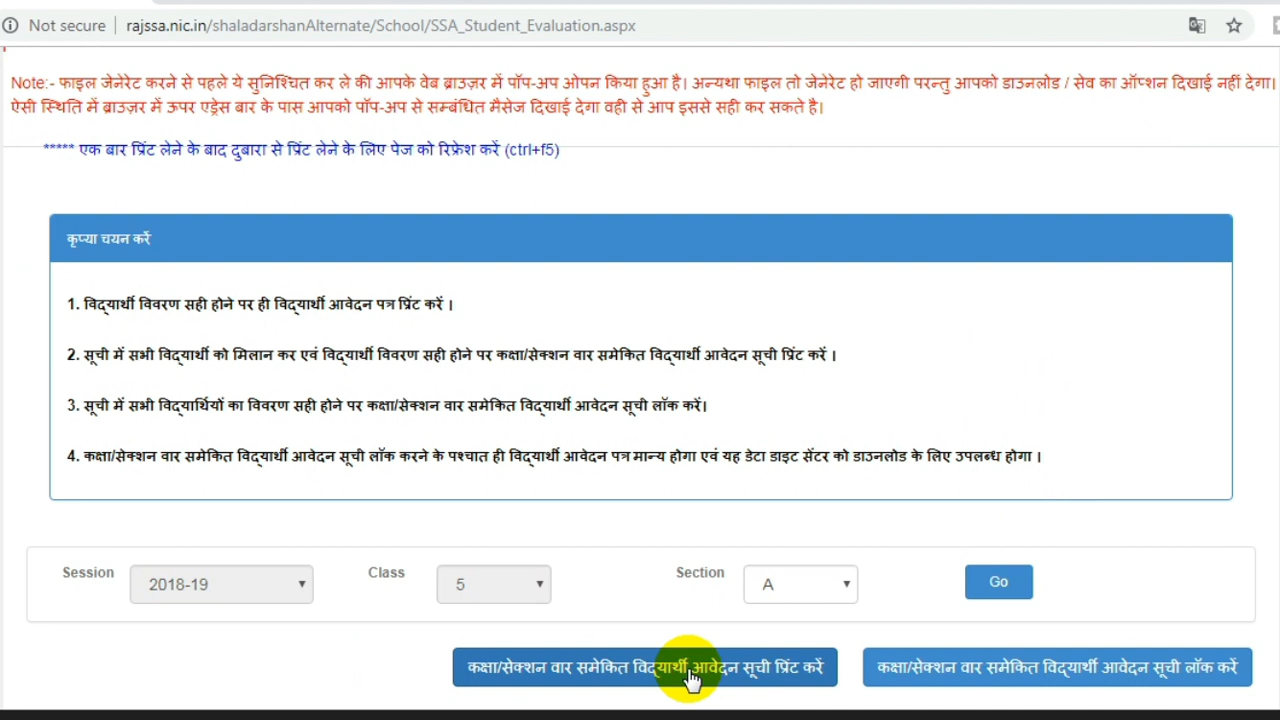 Not secure | rajssa.nic.in/shaladarshanAlternate/School/SSA_Student_Evaluation.aspx
Note:- फाइल जेनेरेट करने से पहले ये सुनिश्चित कर ले की आपके वेब ब्राउज़र में पॉप-अप ओपन किया हुआ है। अन्यथा फाइल तो जेनेरेट हो जाएगी परन्तु आपको डाउनलोड / सेव का ऑप्शन दिखाई नहीं देगा।
ऐसी स्थिति में ब्राउज़र में ऊपर एड्रेस बार के पास आपको पॉप-अप से सम्बंधित मैसेज दिखाई देगा वही से आप इससे सही कर सकते है।
***** एक बार प्रिंट लेने के बाद दुबारा से प्रिंट लेने के लिए पेज को रिफ्रेश करें (ctrl+f5)
कृप्या चयन करें
1. विद्यार्थी विवरण सही होने पर ही विद्यार्थी आवेदन पत्र प्रिंट करें ।
2. सूची में सभी विद्यार्थी को मिलान कर एवं विद्यार्थी विवरण सही होने पर कक्षा/सेक्शन वार समेकित विद्यार्थी आवेदन सूची प्रिंट करें ।
3. सूची में सभी विद्यार्थियों का विवरण सही होने पर कक्षा/सेक्शन वार समेकित विद्यार्थी आवेदन सूची लॉक करें।
4. कक्षा/सेक्शन वार समेकित विद्यार्थी आवेदन सूची लॉक करने के पश्चात ही विद्यार्थी आवेदन पत्र मान्य होगा एवं यह डेटा डाइट सेंटर को डाउनलोड के लिए उपलब्ध होगा ।
Session 2018-19 Class 5 Section A Go
कक्षा/सेक्शन वार समेकित विद्यार्थी आवेदन सूची प्रिंट करें कक्षा/सेक्शन वार समेकित विद्यार्थी आवेदन सूची लॉक करें